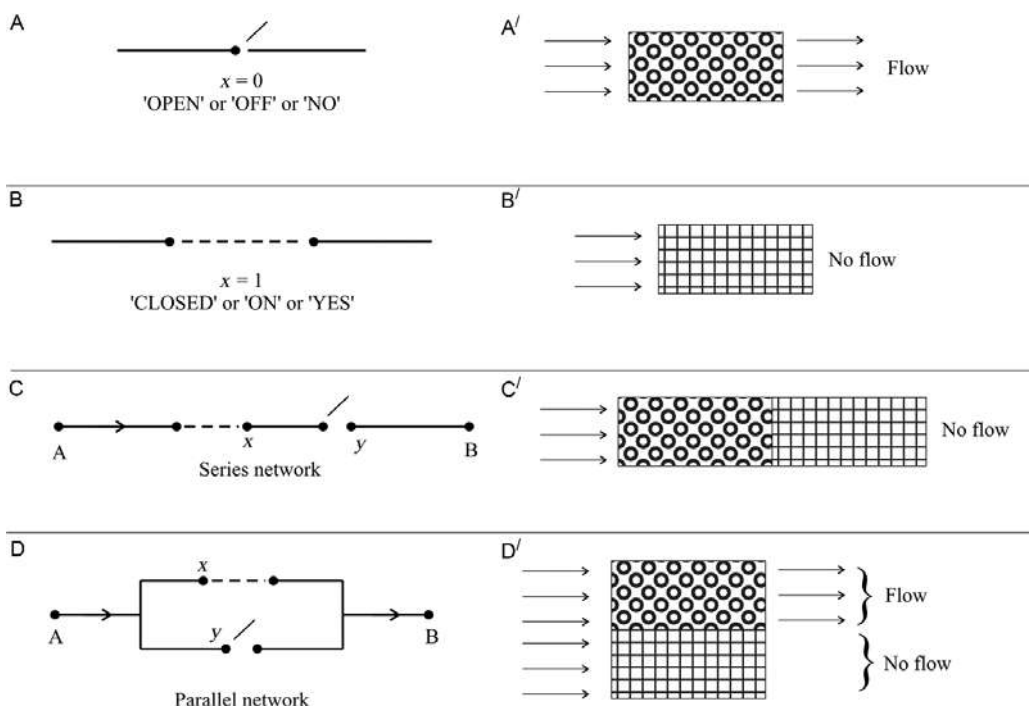 A
x = 0
'OPEN' or 'OFF' or 'NO'
A/
Flow
B
x = 1
'CLOSED' or 'ON' or 'YES'
B/
No flow
C
A
x
y
B
Series network
C/
No flow
D
x
A
y
B
Parallel network
D/
Flow
No flow